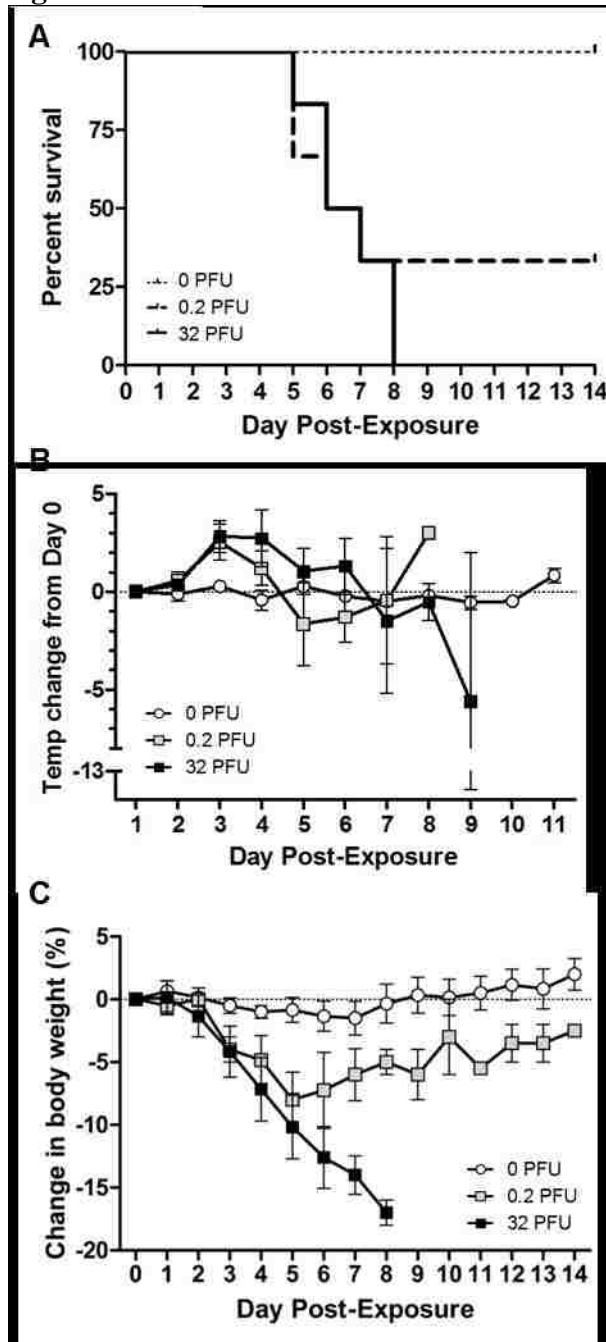 A
100
75
50
25
0
Percent survival
0 PFU
0.2 PFU
32 PFU
0 1 2 3 4 5 6 7 8 9 10 11 12 13 14
Day Post-Exposure
B
5
0
-5
-13
Temp change from Day 0
0 PFU
0.2 PFU
32 PFU
1 2 3 4 5 6 7 8 9 10 11
Day Post-Exposure
C
5
0
-5
-10
-15
-20
Change in body weight (%)
0 PFU
0.2 PFU
32 PFU
0 1 2 3 4 5 6 7 8 9 10 11 12 13 14
Day Post-Exposure